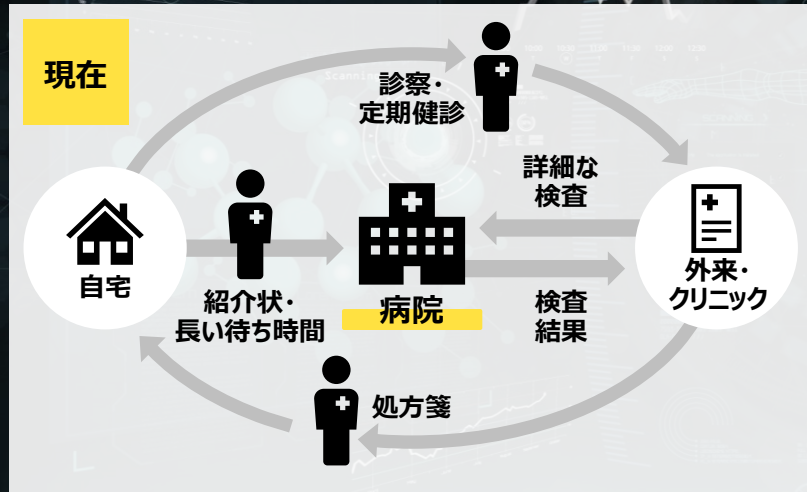 現在
診察・
定期健診
詳細な
検査
自宅
紹介状・
長い待ち時間
病院
検査
結果
外来・
クリニック
処方箋